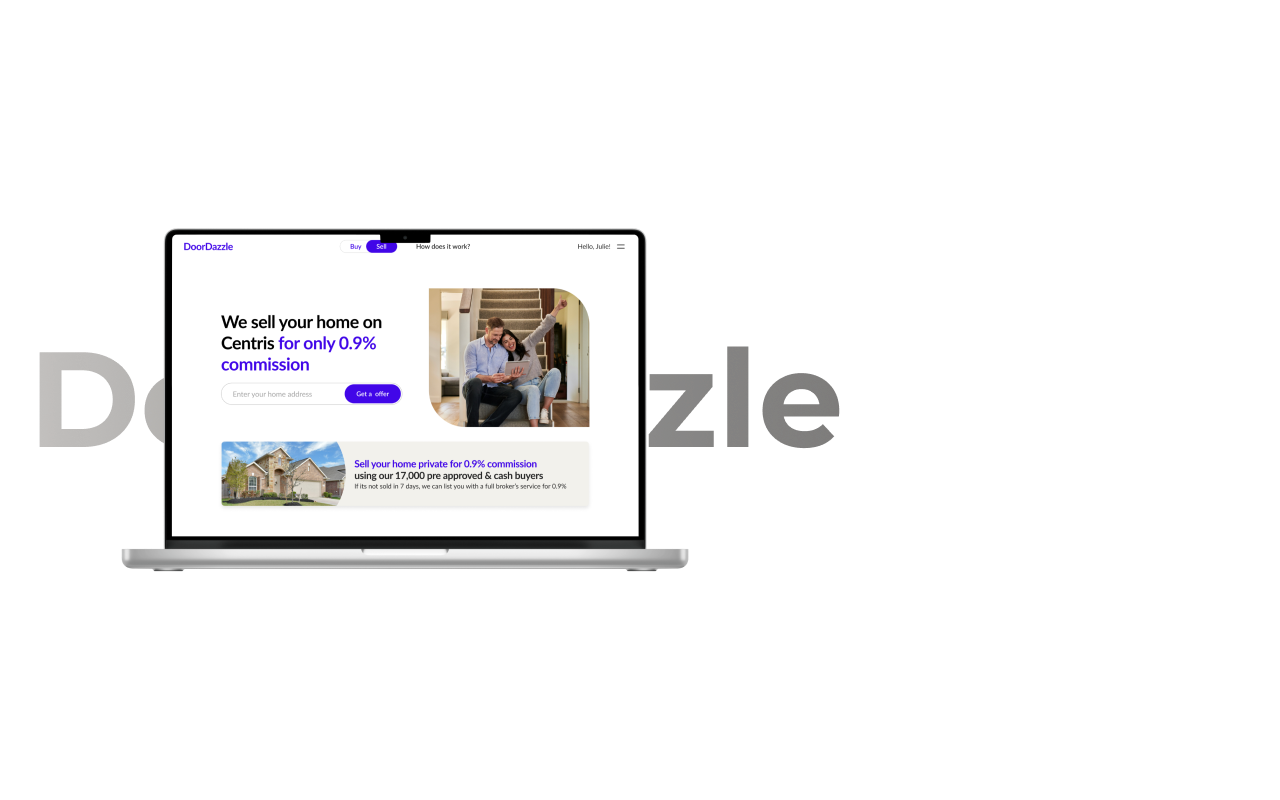 DoorDazzle
Buy Sell How does it work? Hello, Julie!
We sell your home on
Centris for only 0.9%
commission
Enter your home address Get a offer
Sell your home private for 0.9% commission
using our 17,000 pre approved & cash buyers
If its not sold in 7 days, we can list you with a full broker's service for 0.9%
D zzle